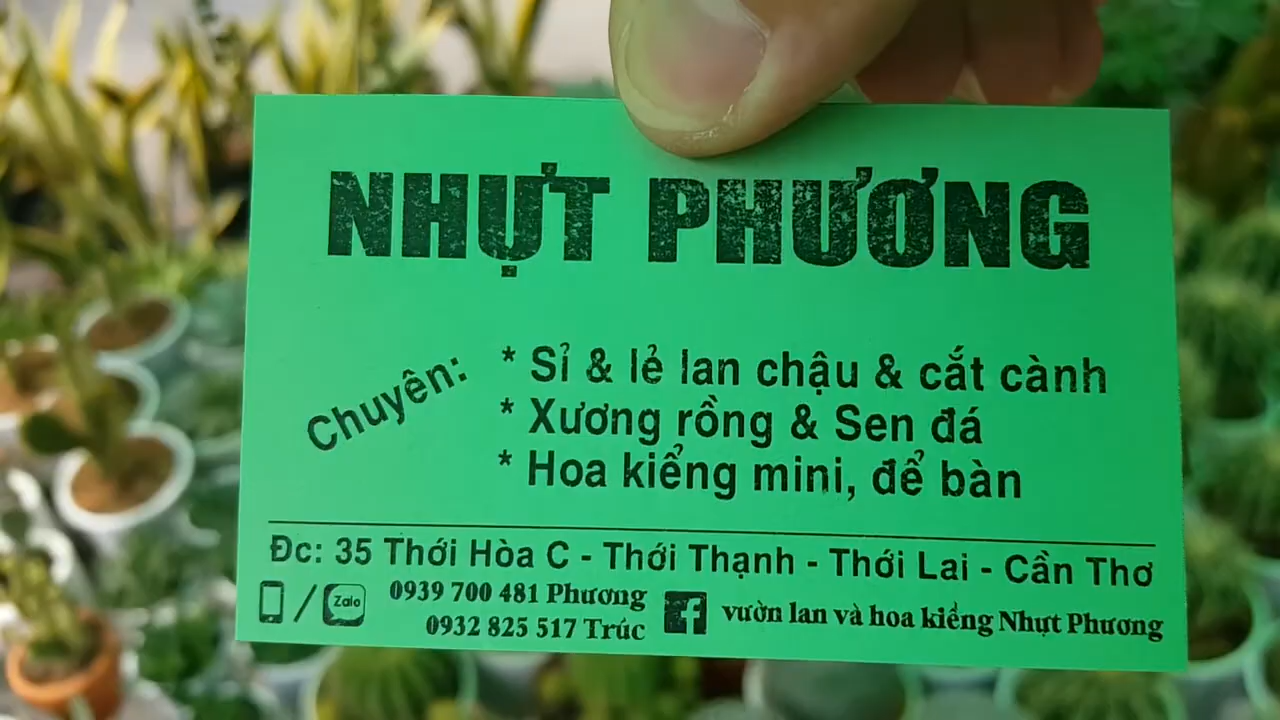 NHỰT PHƯƠNG
Chuyên:
* Sỉ & lẻ lan chậu & cắt cành
* Xương rồng & Sen đá
* Hoa kiểng mini, để bàn
Đc: 35 Thới Hòa C - Thới Thạnh - Thới Lai - Cần Thơ
/ Zalo 0939 700 481 Phương
0932 825 517 Trúc
f vườn lan và hoa kiểng Nhựt Phương